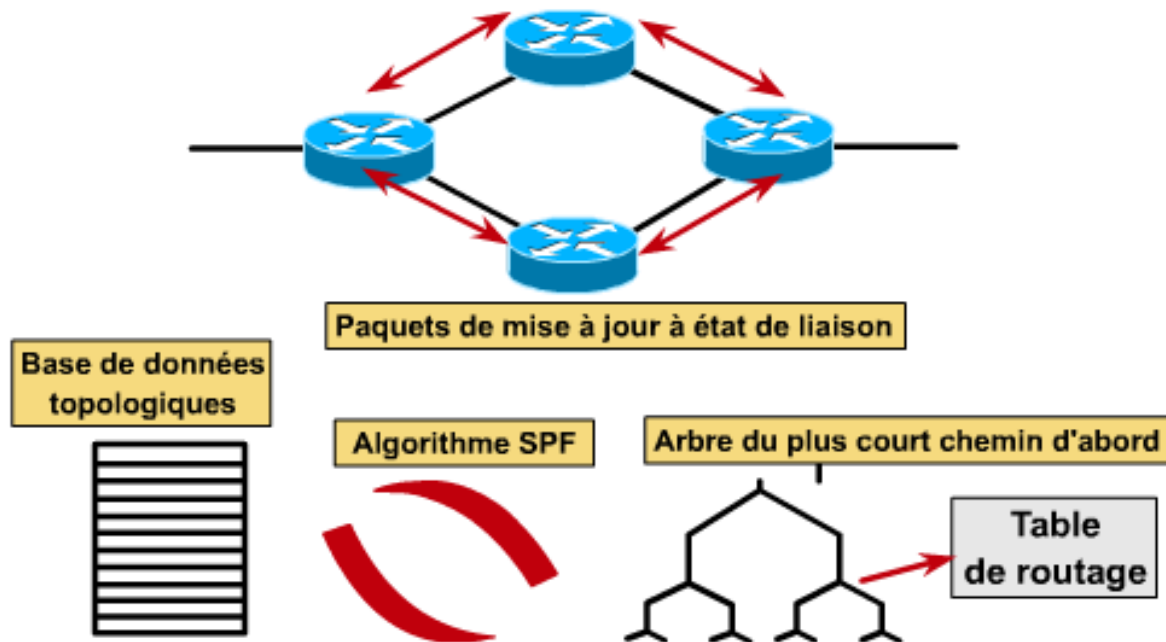 Paquets de mise à jour à état de liaison
Base de données
topologiques
Algorithme SPF
Arbre du plus court chemin d'abord
Table
de routage